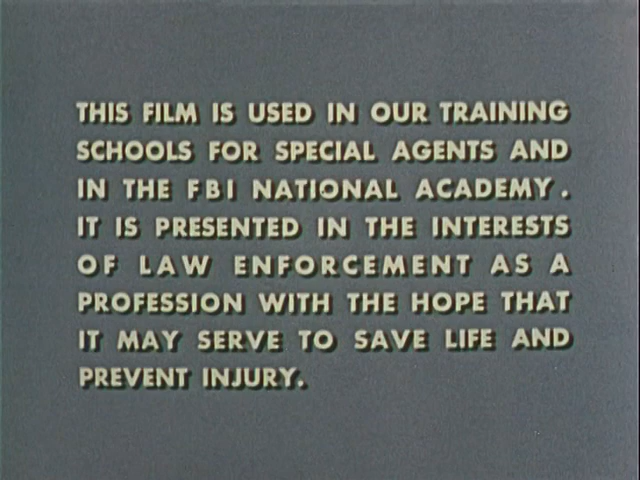 THIS FILM IS USED IN OUR TRAINING
SCHOOLS FOR SPECIAL AGENTS AND
IN THE FBI NATIONAL ACADEMY.
IT IS PRESENTED IN THE INTERESTS
OF LAW ENFORCEMENT AS A
PROFESSION WITH THE HOPE THAT
IT MAY SERVE TO SAVE LIFE AND
PREVENT INJURY.